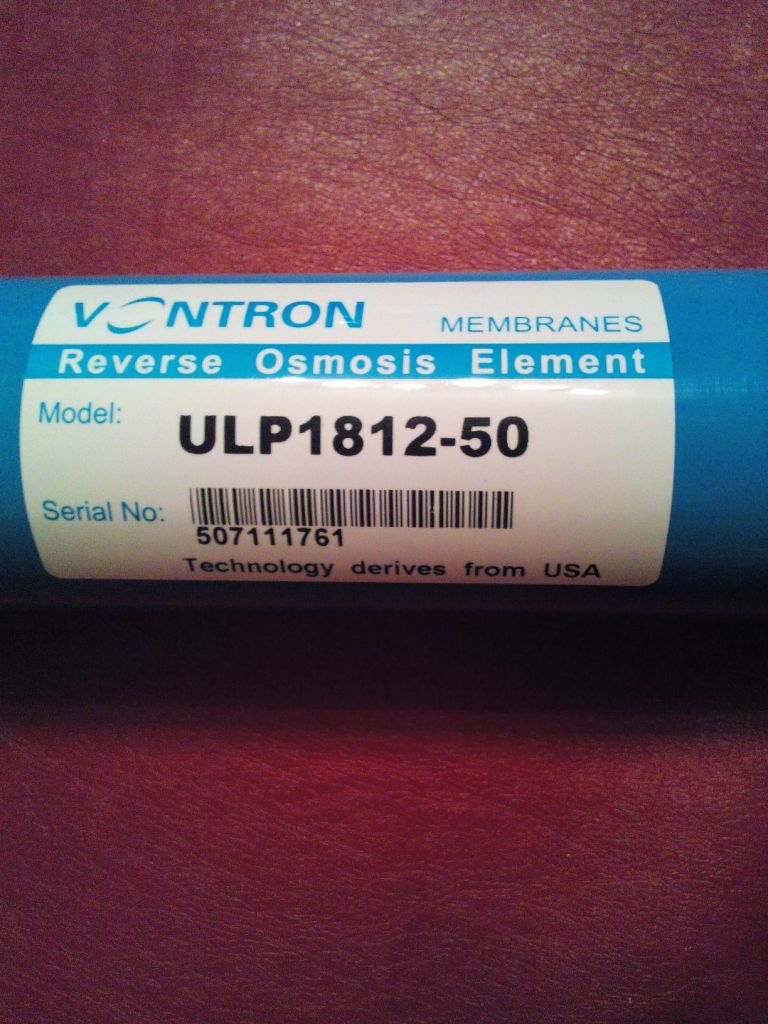 VONTRON MEMBRANES
Reverse Osmosis Element
Model: ULP1812-50
Serial No:
507111761
Technology derives from USA